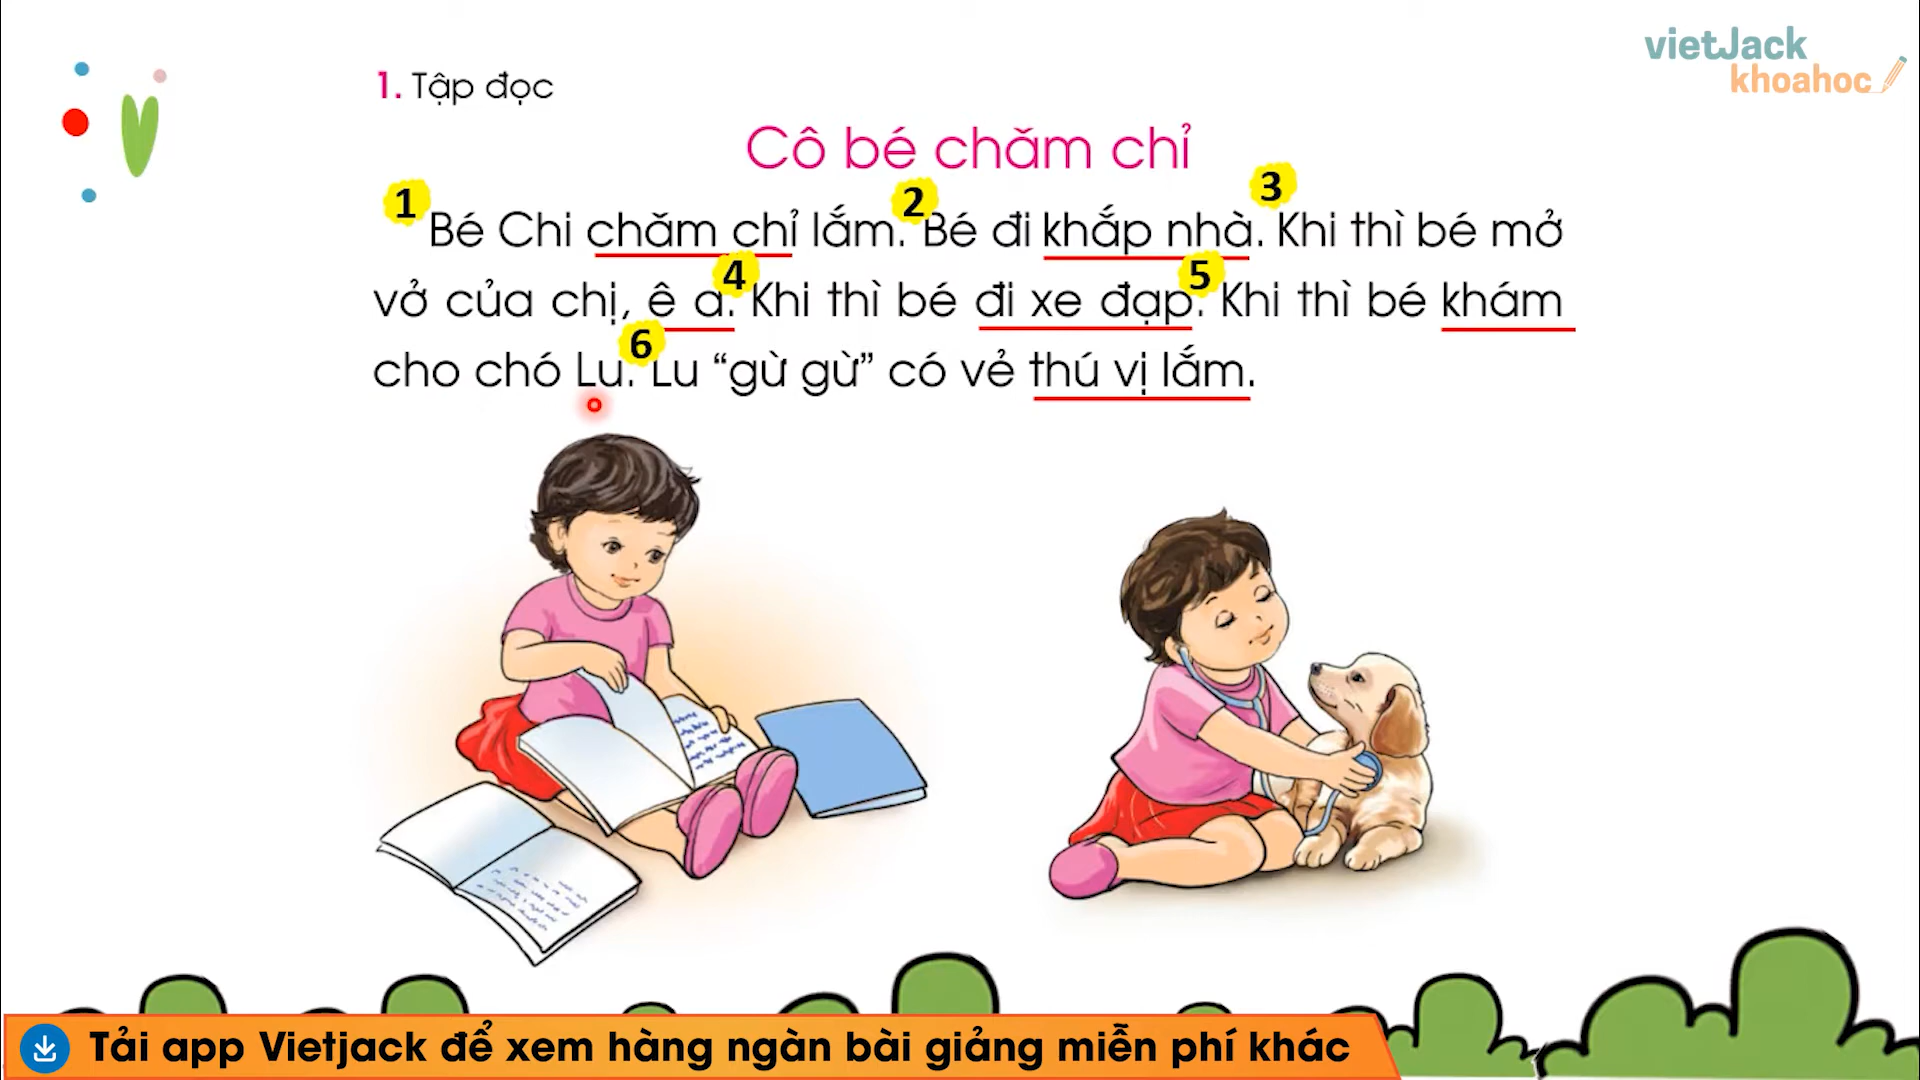 vietJack
khoahoc
1. Tập đọc
Cô bé chăm chỉ
1 Bé Chi chăm chỉ lắm. 2 Bé đi khắp nhà. 3 Khi thì bé mở
vở của chị, ê a. 4 Khi thì bé đi xe đạp. 5 Khi thì bé khám
cho chó Lu. 6 Lu “gừ gừ” có vẻ thú vị lắm.
Tải app Vietjack để xem hàng ngàn bài giảng miễn phí khác